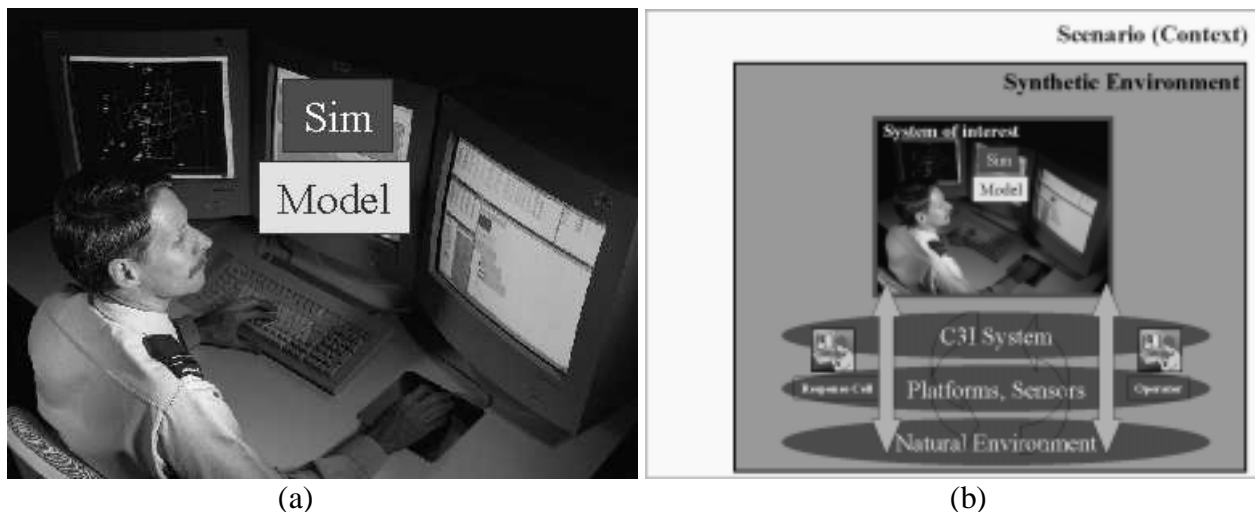 Sim
Model
(a)
Scenario (Context)
Synthetic Environment
System of interest
Sim
Model
C3I System
Response Cell
Platforms, Sensors
Operator
Natural Environment
(b)